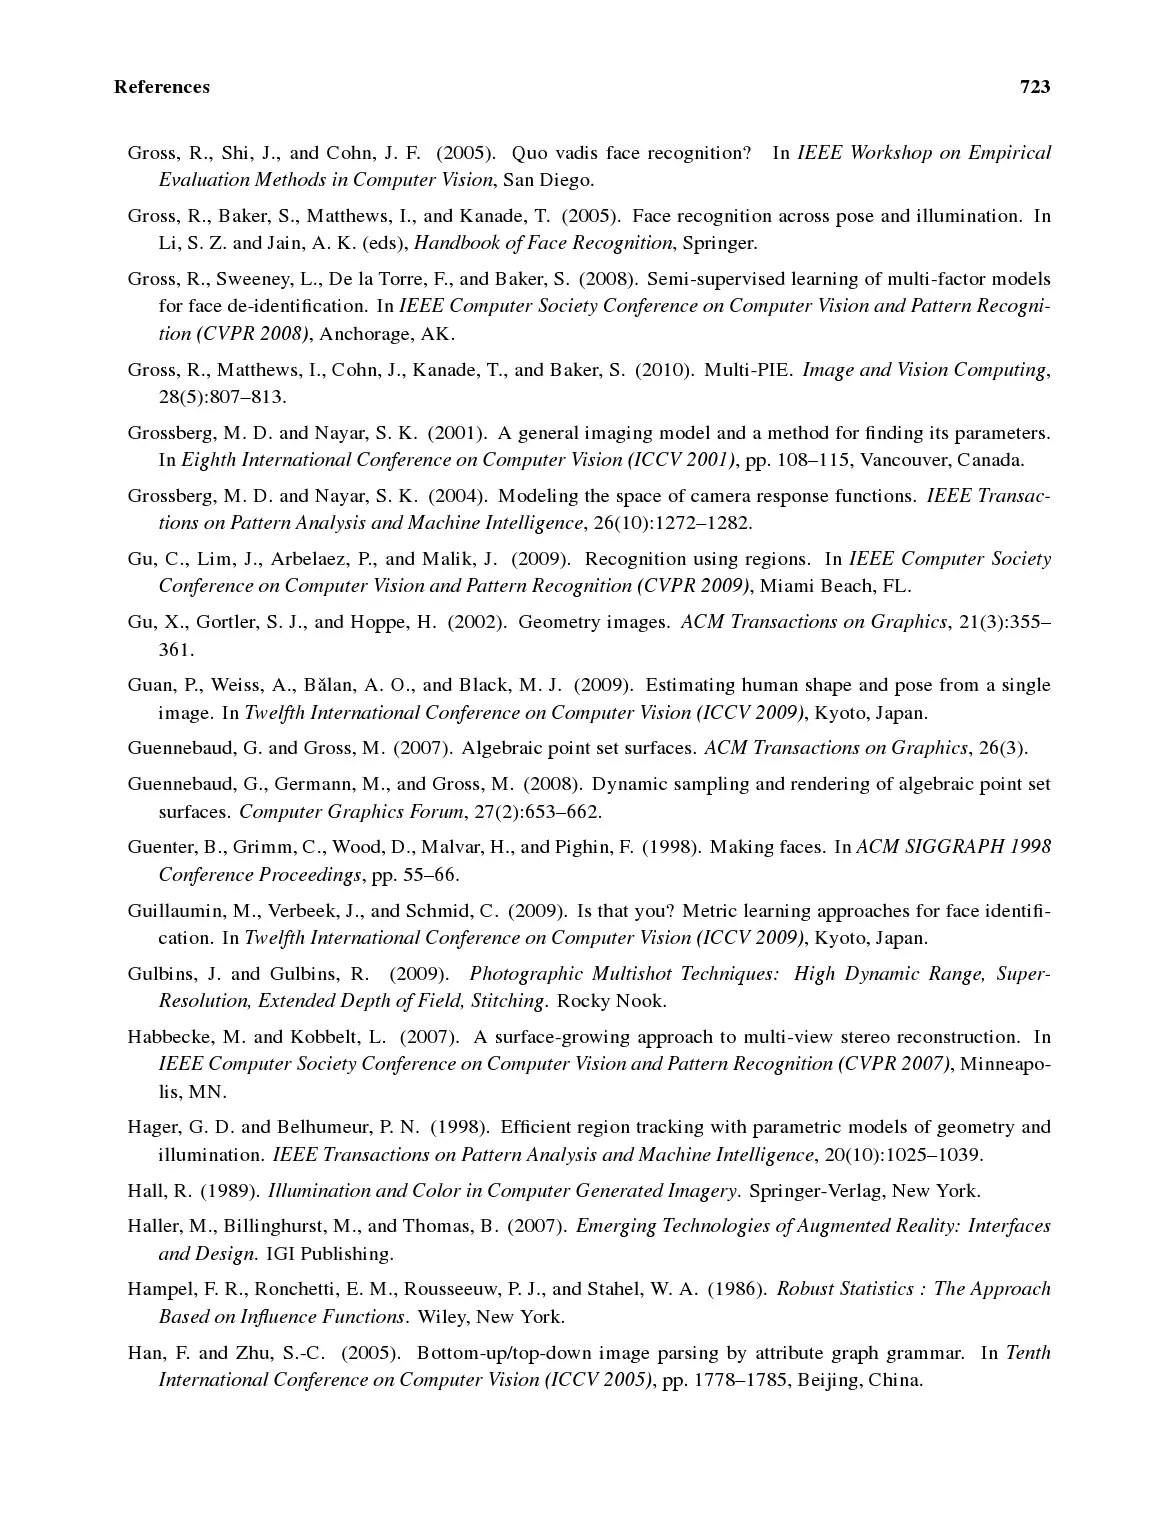 References 723
Gross, R., Shi, J., and Cohn, J. F. (2005). Quo vadis face recognition? In IEEE Workshop on Empirical
Evaluation Methods in Computer Vision, San Diego.
Gross, R., Baker, S., Matthews, I., and Kanade, T. (2005). Face recognition across pose and illumination. In
Li, S. Z. and Jain, A. K. (eds), Handbook of Face Recognition, Springer.
Gross, R., Sweeney, L., De la Torre, F., and Baker, S. (2008). Semi-supervised learning of multi-factor models
for face de-identification. In IEEE Computer Society Conference on Computer Vision and Pattern Recogni-
tion (CVPR 2008), Anchorage, AK.
Gross, R., Matthews, I., Cohn, J., Kanade, T., and Baker, S. (2010). Multi-PIE. Image and Vision Computing,
28(5):807–813.
Grossberg, M. D. and Nayar, S. K. (2001). A general imaging model and a method for finding its parameters.
In Eighth International Conference on Computer Vision (ICCV 2001), pp. 108–115, Vancouver, Canada.
Grossberg, M. D. and Nayar, S. K. (2004). Modeling the space of camera response functions. IEEE Transac-
tions on Pattern Analysis and Machine Intelligence, 26(10):1272–1282.
Gu, C., Lim, J., Arbelaez, P., and Malik, J. (2009). Recognition using regions. In IEEE Computer Society
Conference on Computer Vision and Pattern Recognition (CVPR 2009), Miami Beach, FL.
Gu, X., Gortler, S. J., and Hoppe, H. (2002). Geometry images. ACM Transactions on Graphics, 21(3):355–
361.
Guan, P., Weiss, A., Bălan, A. O., and Black, M. J. (2009). Estimating human shape and pose from a single
image. In Twelfth International Conference on Computer Vision (ICCV 2009), Kyoto, Japan.
Guennebaud, G. and Gross, M. (2007). Algebraic point set surfaces. ACM Transactions on Graphics, 26(3).
Guennebaud, G., Germann, M., and Gross, M. (2008). Dynamic sampling and rendering of algebraic point set
surfaces. Computer Graphics Forum, 27(2):653–662.
Guenter, B., Grimm, C., Wood, D., Malvar, H., and Pighin, F. (1998). Making faces. In ACM SIGGRAPH 1998
Conference Proceedings, pp. 55–66.
Guillaumin, M., Verbeek, J., and Schmid, C. (2009). Is that you? Metric learning approaches for face identifi-
cation. In Twelfth International Conference on Computer Vision (ICCV 2009), Kyoto, Japan.
Gulbins, J. and Gulbins, R. (2009). Photographic Multishot Techniques: High Dynamic Range, Super-
Resolution, Extended Depth of Field, Stitching. Rocky Nook.
Habbecke, M. and Kobbelt, L. (2007). A surface-growing approach to multi-view stereo reconstruction. In
IEEE Computer Society Conference on Computer Vision and Pattern Recognition (CVPR 2007), Minneapo-
lis, MN.
Hager, G. D. and Belhumeur, P. N. (1998). Efficient region tracking with parametric models of geometry and
illumination. IEEE Transactions on Pattern Analysis and Machine Intelligence, 20(10):1025–1039.
Hall, R. (1989). Illumination and Color in Computer Generated Imagery. Springer-Verlag, New York.
Haller, M., Billinghurst, M., and Thomas, B. (2007). Emerging Technologies of Augmented Reality: Interfaces
and Design. IGI Publishing.
Hampel, F. R., Ronchetti, E. M., Rousseeuw, P. J., and Stahel, W. A. (1986). Robust Statistics : The Approach
Based on Influence Functions. Wiley, New York.
Han, F. and Zhu, S.-C. (2005). Bottom-up/top-down image parsing by attribute graph grammar. In Tenth
International Conference on Computer Vision (ICCV 2005), pp. 1778–1785, Beijing, China.